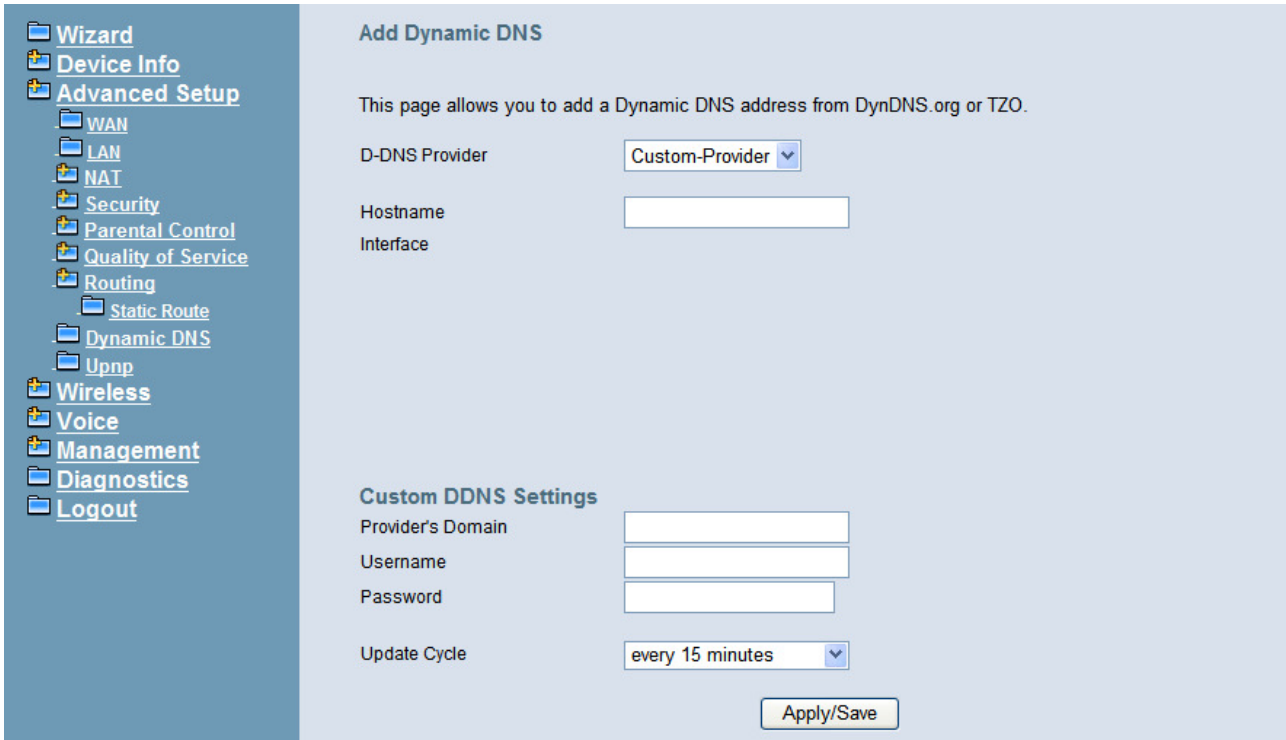 Wizard
Device Info
Advanced Setup
WAN
LAN
NAT
Security
Parental Control
Quality of Service
Routing
Static Route
Dynamic DNS
Upnp
Wireless
Voice
Management
Diagnostics
Logout
Add Dynamic DNS
This page allows you to add a Dynamic DNS address from DynDNS.org or TZO.
D-DNS Provider Custom-Provider
Hostname
Interface
Custom DDNS Settings
Provider's Domain
Username
Password
Update Cycle every 15 minutes
Apply/Save